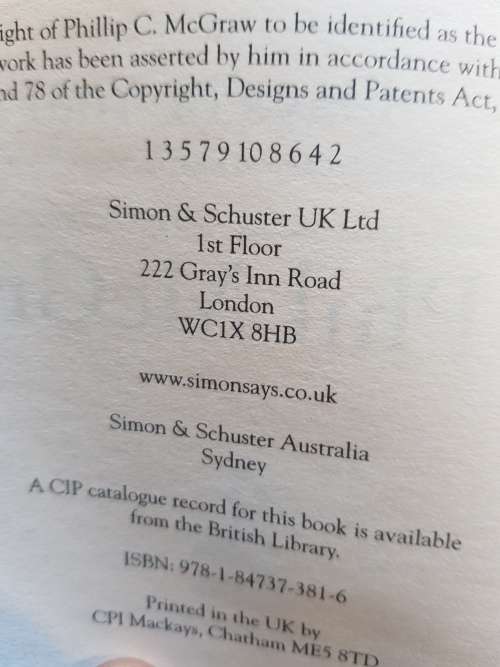 ight of Phillip C. McGraw to be identified as the
work has been asserted by him in accordance with
nd 78 of the Copyright, Designs and Patents Act,
1 3 5 7 9 10 8 6 4 2
Simon & Schuster UK Ltd
1st Floor
222 Gray's Inn Road
London
WC1X 8HB
www.simonsays.co.uk
Simon & Schuster Australia
Sydney
A CIP catalogue record for this book is available
from the British Library.
ISBN: 978-1-84737-381-6
Printed in the UK by
CPI Mackays, Chatham ME5 8TD